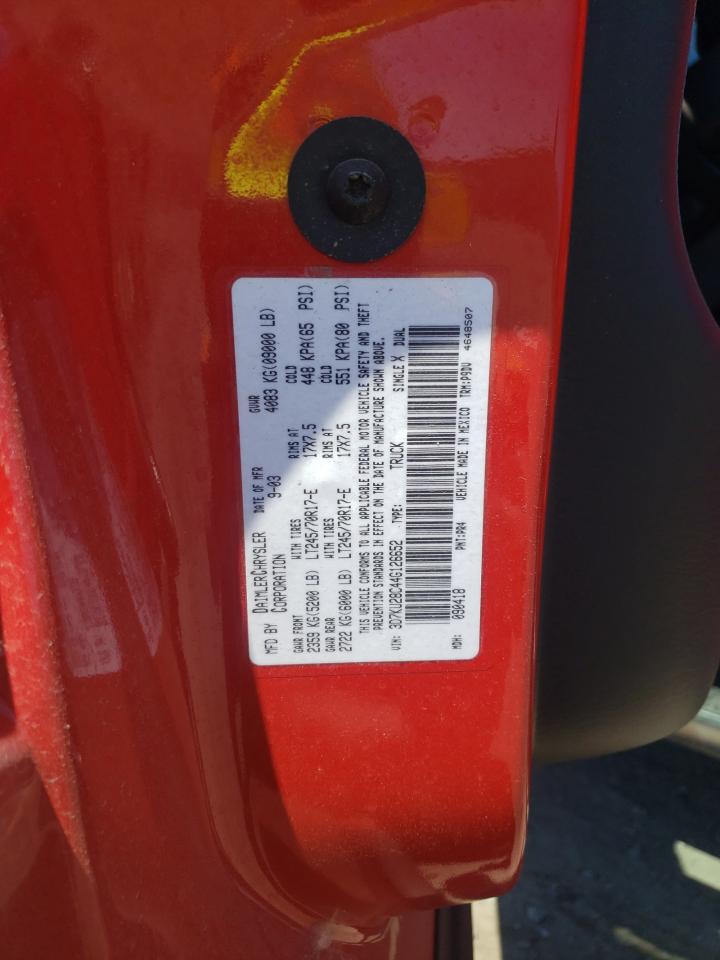 MFD BY DAIMLERCHRYSLER CORPORATION DATE OF MFR 9-03 GVWR 4083 KG(09000 LB)
GAWR FRONT WITH TIRES RIMS AT COLD
2359 KG(5200 LB) LT245/70R17-E 17X7.5 448 KPA(65 PSI)
GAWR REAR WITH TIRES RIMS AT COLD
2722 KG(6000 LB) LT245/70R17-E 17X7.5 551 KPA(80 PSI)
THIS VEHICLE CONFORMS TO ALL APPLICABLE FEDERAL MOTOR VEHICLE SAFETY AND THEFT
PREVENTION STANDARDS IN EFFECT ON THE DATE OF MANUFACTURE SHOWN ABOVE.
VIN: 3D7KU28C44G126652 TYPE: TRUCK SINGLE X DUAL
MDH: 090418 PNT:PR4 VEHICLE MADE IN MEXICO TRM:P9DV 4648507